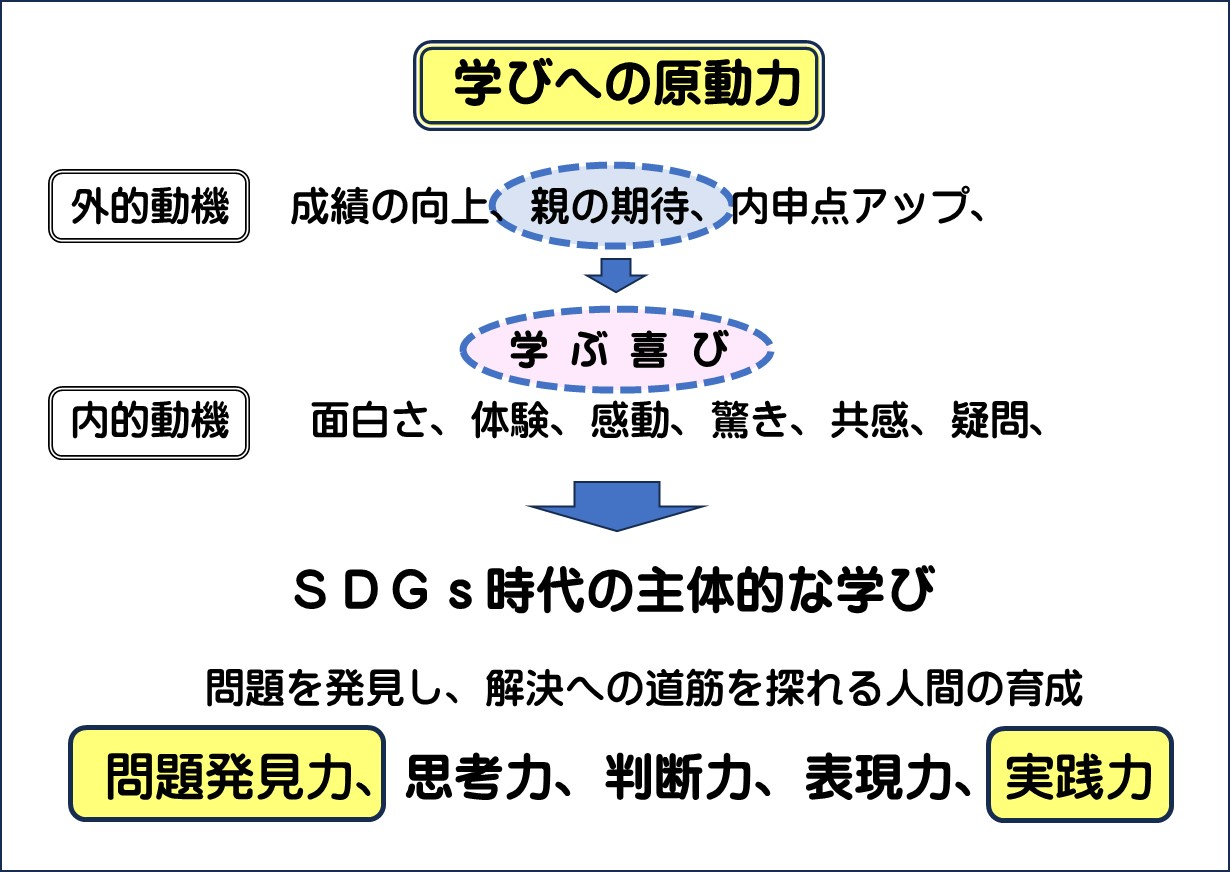 学びへの原動力
外的動機　成績の向上、親の期待、内申点アップ、
学 ぶ 喜 び
内的動機　面白さ、体験、感動、驚き、共感、疑問、
ＳＤＧｓ時代の主体的な学び
問題を発見し、解決への道筋を探れる人間の育成
問題発見力、思考力、判断力、表現力、実践力